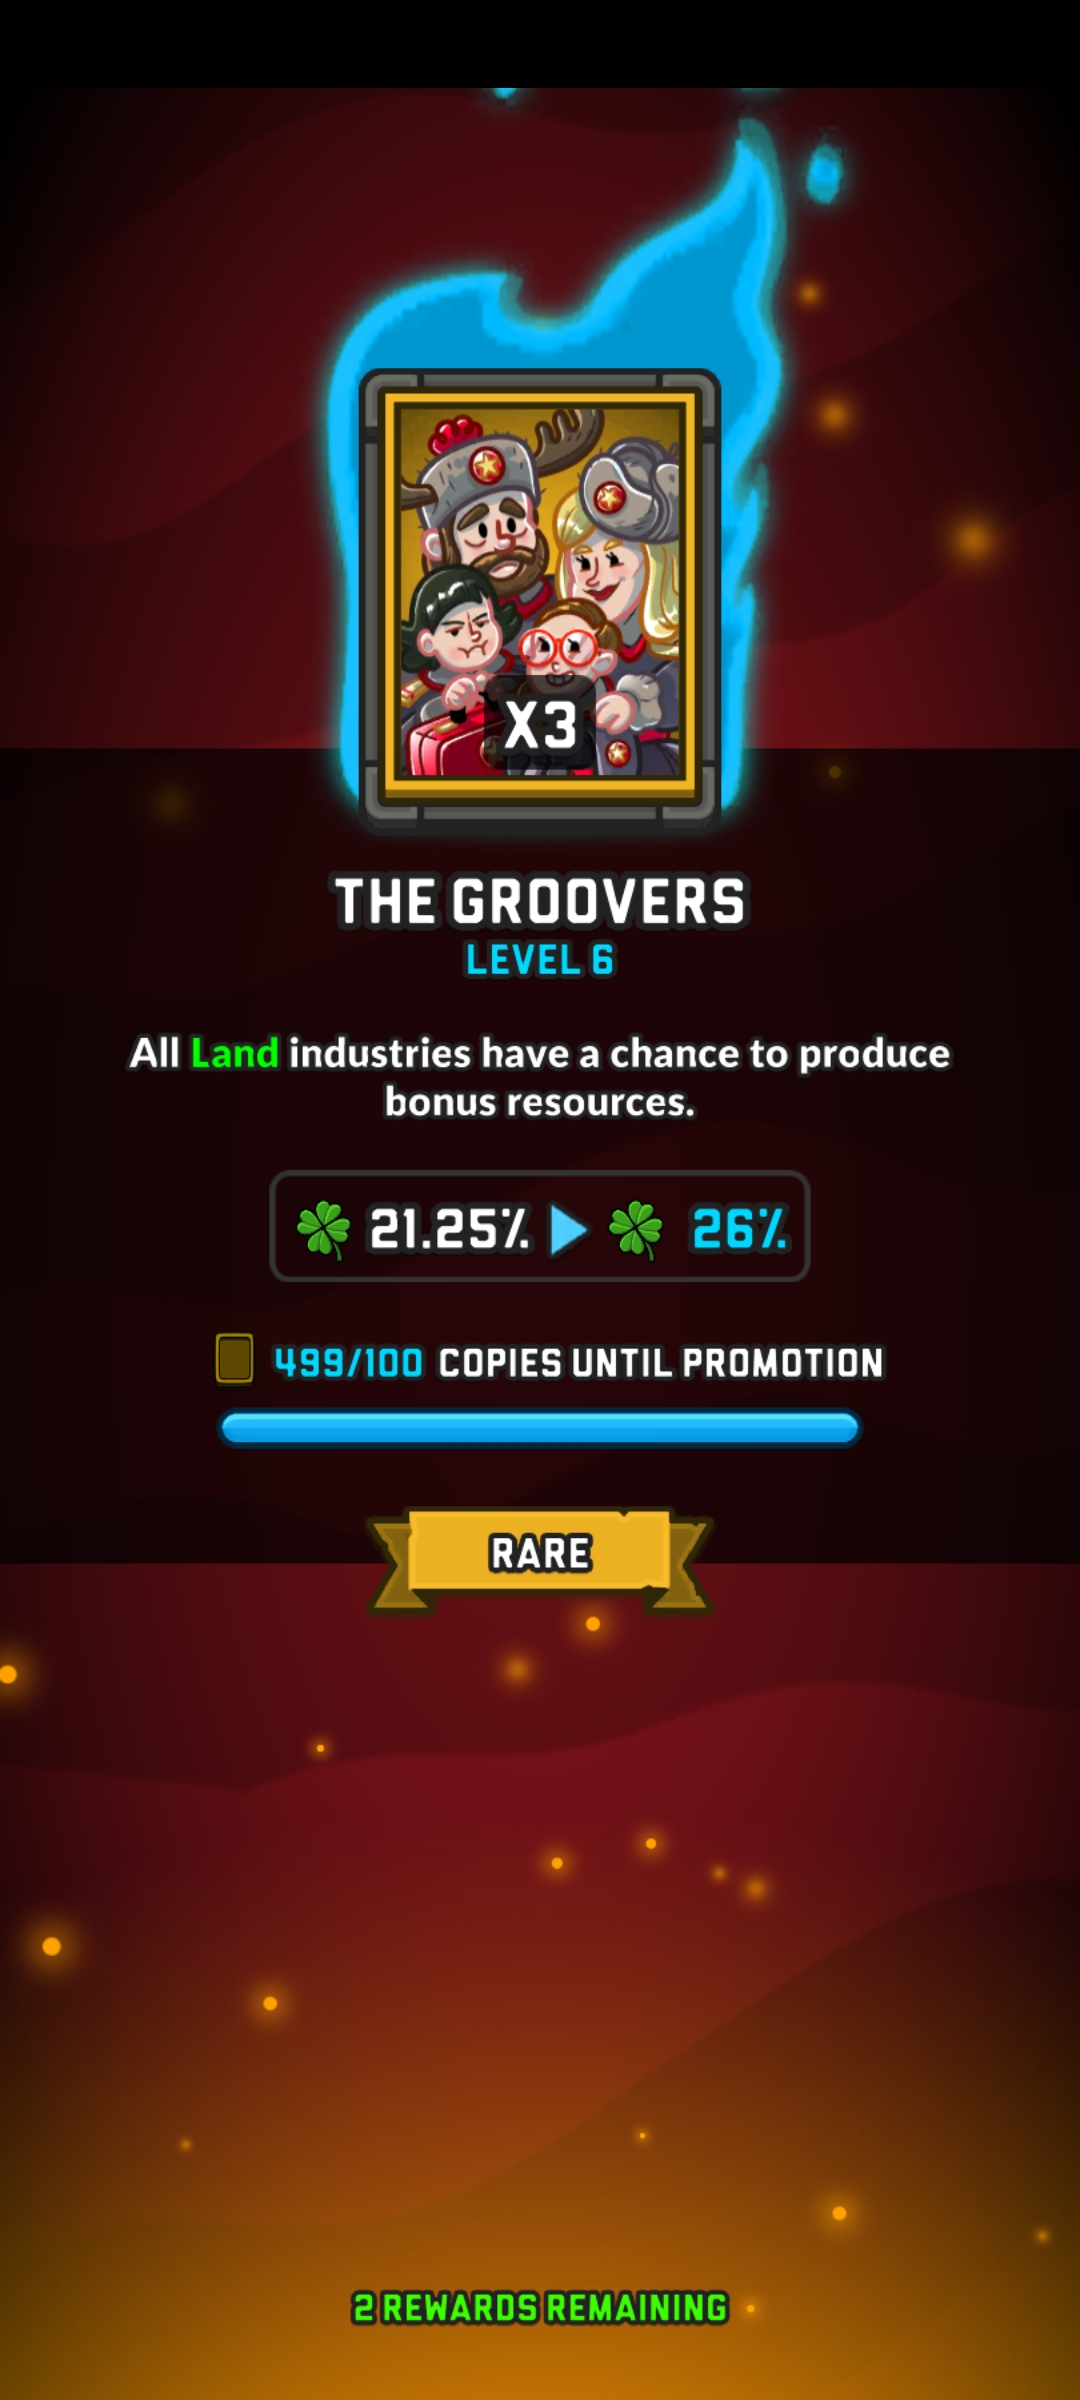 X3
THE GROOVERS
LEVEL 6
All Land industries have a chance to produce
bonus resources.
21.25% 26%
499/100 COPIES UNTIL PROMOTION
RARE
2 REWARDS REMAINING